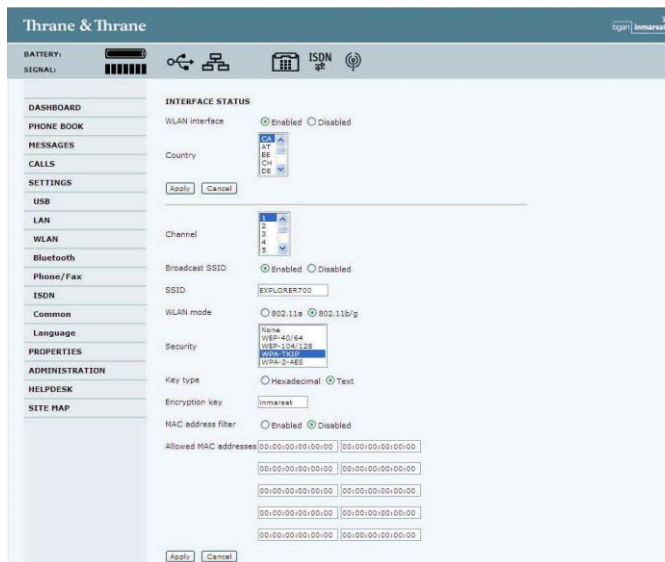 Thrane & Thrane
bgan inmarsat
BATTERY:
SIGNAL:
ISDN
DASHBOARD
PHONE BOOK
MESSAGES
CALLS
SETTINGS
USB
LAN
WLAN
Bluetooth
Phone/Fax
ISDN
Common
Language
PROPERTIES
ADMINISTRATION
HELPDESK
SITE MAP
INTERFACE STATUS
WLAN interface Enabled Disabled
Country CA
AT
BE
CH
DE
Apply Cancel
Channel 1
2
3
4
5
Broadcast SSID Enabled Disabled
SSID EXPLORER700
WLAN mode 802.11a 802.11b/g
Security None
WEP-40/64
WEP-104/128
WPA-TKIP
WPA-2-AES
Key type Hexadecimal Text
Encryption key inmarsat
MAC address filter Enabled Disabled
Allowed MAC addresses 00:00:00:00:00:00 00:00:00:00:00:00
00:00:00:00:00:00 00:00:00:00:00:00
00:00:00:00:00:00 00:00:00:00:00:00
00:00:00:00:00:00 00:00:00:00:00:00
00:00:00:00:00:00 00:00:00:00:00:00
Apply Cancel